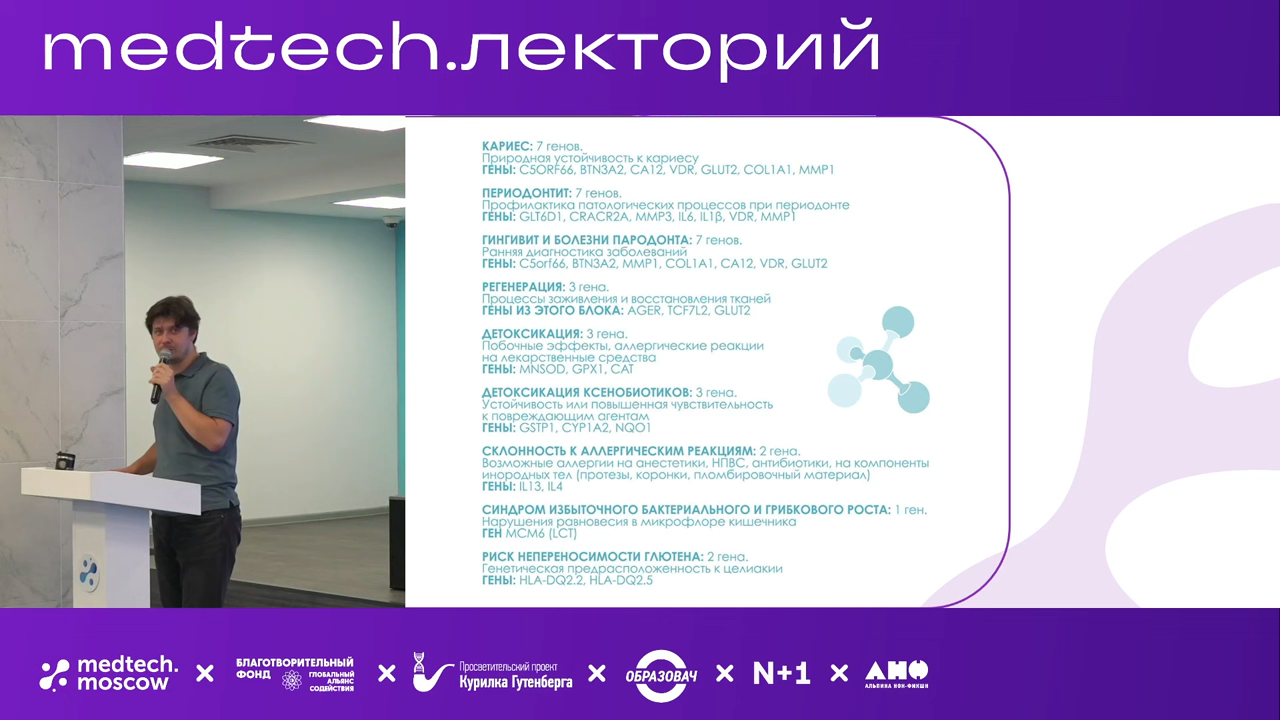 medtech.лекторий
КАРИЕС: 7 генов.
Природная устойчивость к кариесу
ГЕНЫ: C5ORF66, BTN3A2, CA12, VDR, GLUT2, COL1A1, MMP1
ПЕРИОДОНТИТ: 7 генов.
Профилактика патологических процессов при периодонте
ГЕНЫ: GLT6D1, CRACR2A, MMP3, IL6, IL1β, VDR, MMP1
ГИНГИВИТ И БОЛЕЗНИ ПАРОДОНТА: 7 генов.
Ранняя диагностика заболеваний
ГЕНЫ: C5orf66, BTN3A2, MMP1, COL1A1, CA12, VDR, GLUT2
РЕГЕНЕРАЦИЯ: 3 гена.
Процессы заживления и восстановления тканей
ГЕНЫ ИЗ ЭТОГО БЛОКА: AGER, TCF7L2, GLUT2
ДЕТОКСИКАЦИЯ: 3 гена.
Побочные эффекты, аллергические реакции
на лекарственные средства
ГЕНЫ: MNSOD, GPX1, CAT
ДЕТОКСИКАЦИЯ КСЕНОБИОТИКОВ: 3 гена.
Устойчивость или повышенная чувствительность
к повреждающим агентам
ГЕНЫ: GSTP1, CYP1A2, NQO1
СКЛОННОСТЬ К АЛЛЕРГИЧЕСКИМ РЕАКЦИЯМ: 2 гена.
Возможные аллергии на анестетики, НПВС, антибиотики, на компоненты
инородных тел (протезы, коронки, пломбировочный материал)
ГЕНЫ: IL13, IL4
СИНДРОМ ИЗБЫТОЧНОГО БАКТЕРИАЛЬНОГО И ГРИБКОВОГО РОСТА: 1 ген.
Нарушения равновесия в микрофлоре кишечника
ГЕН MCM6 (LCT)
РИСК НЕПЕРЕНОСИМОСТИ ГЛЮТЕНА: 2 гена.
Генетическая предрасположенность к целиакии
ГЕНЫ: HLA-DQ2.2, HLA-DQ2.5
medtech.
moscow
×
БЛАГОТВОРИТЕЛЬНЫЙ
ФОНД
ГЛОБАЛЬНЫЙ
АЛЬЯНС
СОДЕЙСТВИЯ
×
Просветительский проект
Курилка Гутенберга
×
ОБРАЗОВАЧ
×
N+1
×
АНФ
АЛЬПИНА НОН-ФИКШН